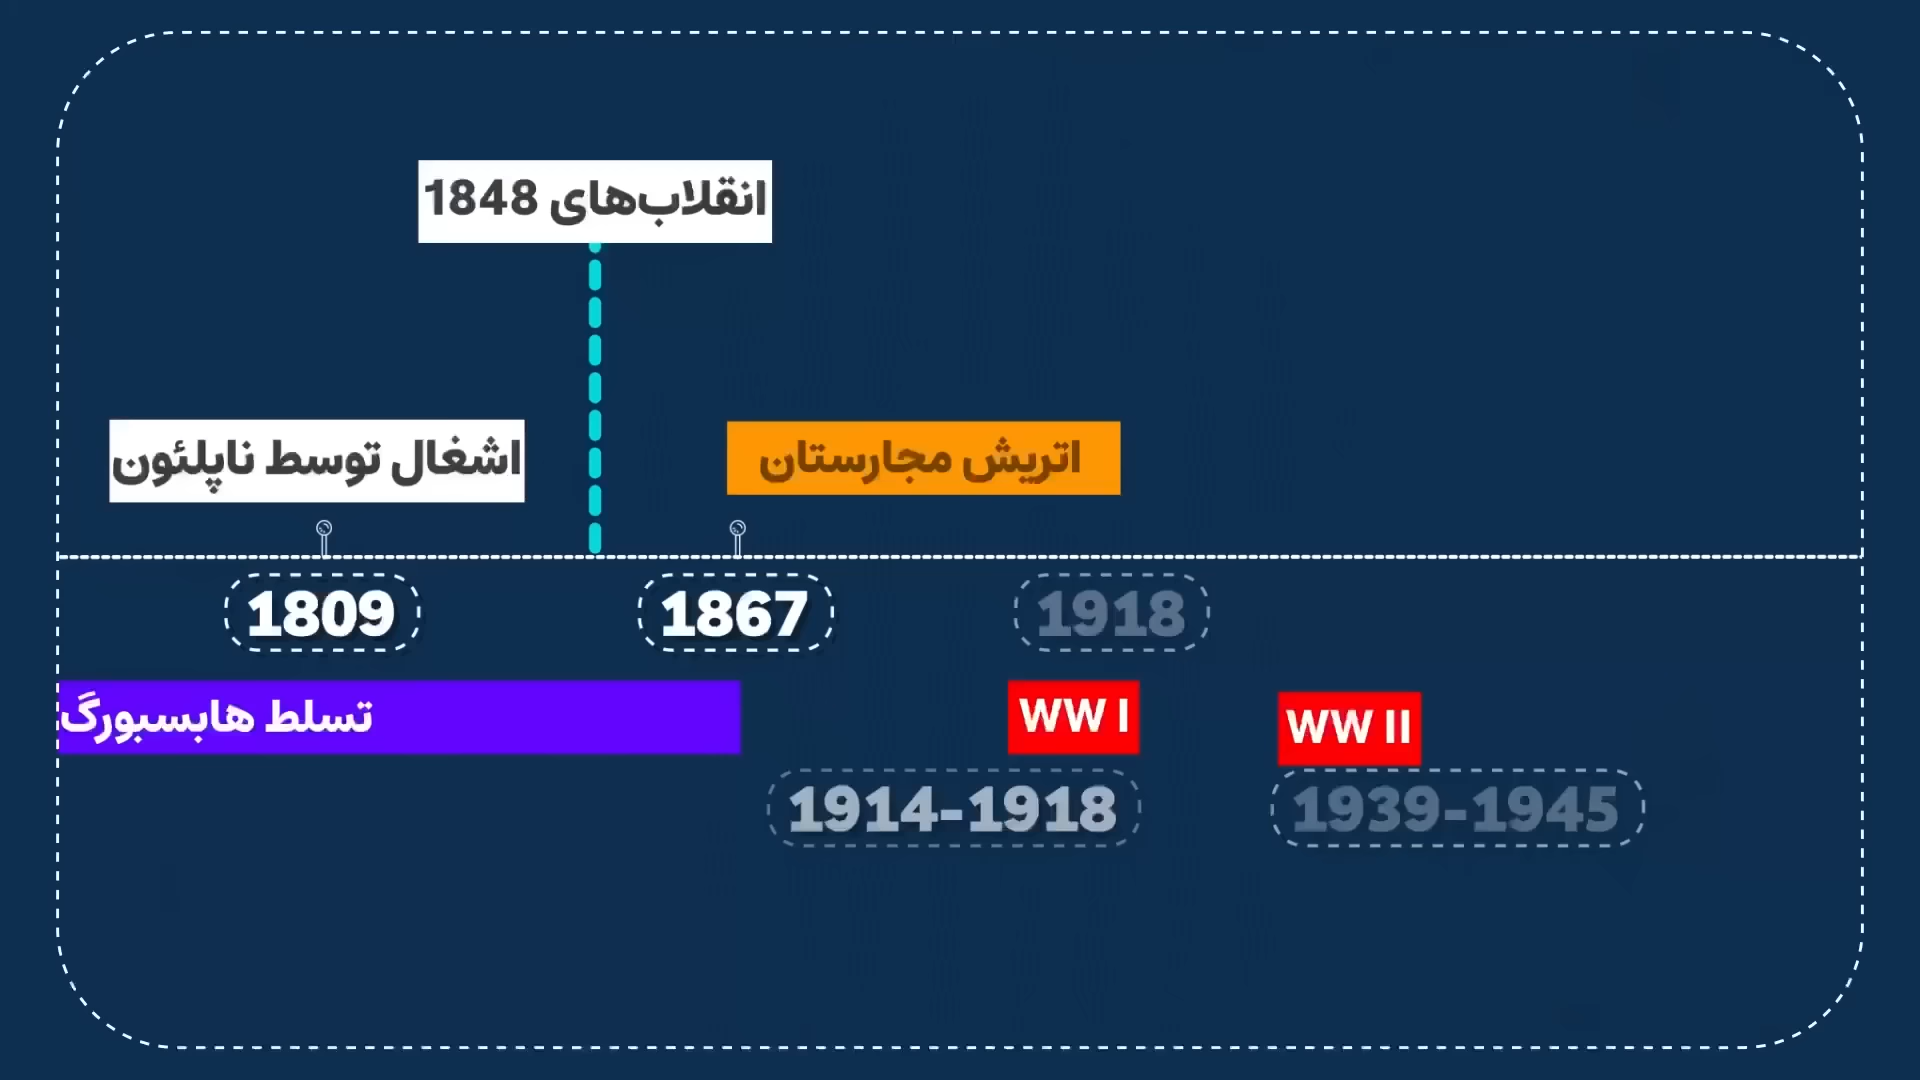 انقلاب‌های 1848
اشغال توسط ناپلئون
اتریش مجارستان
1809
1867
1918
تسلط هابسبورگ
WW I
WW II
1914-1918
1939-1945